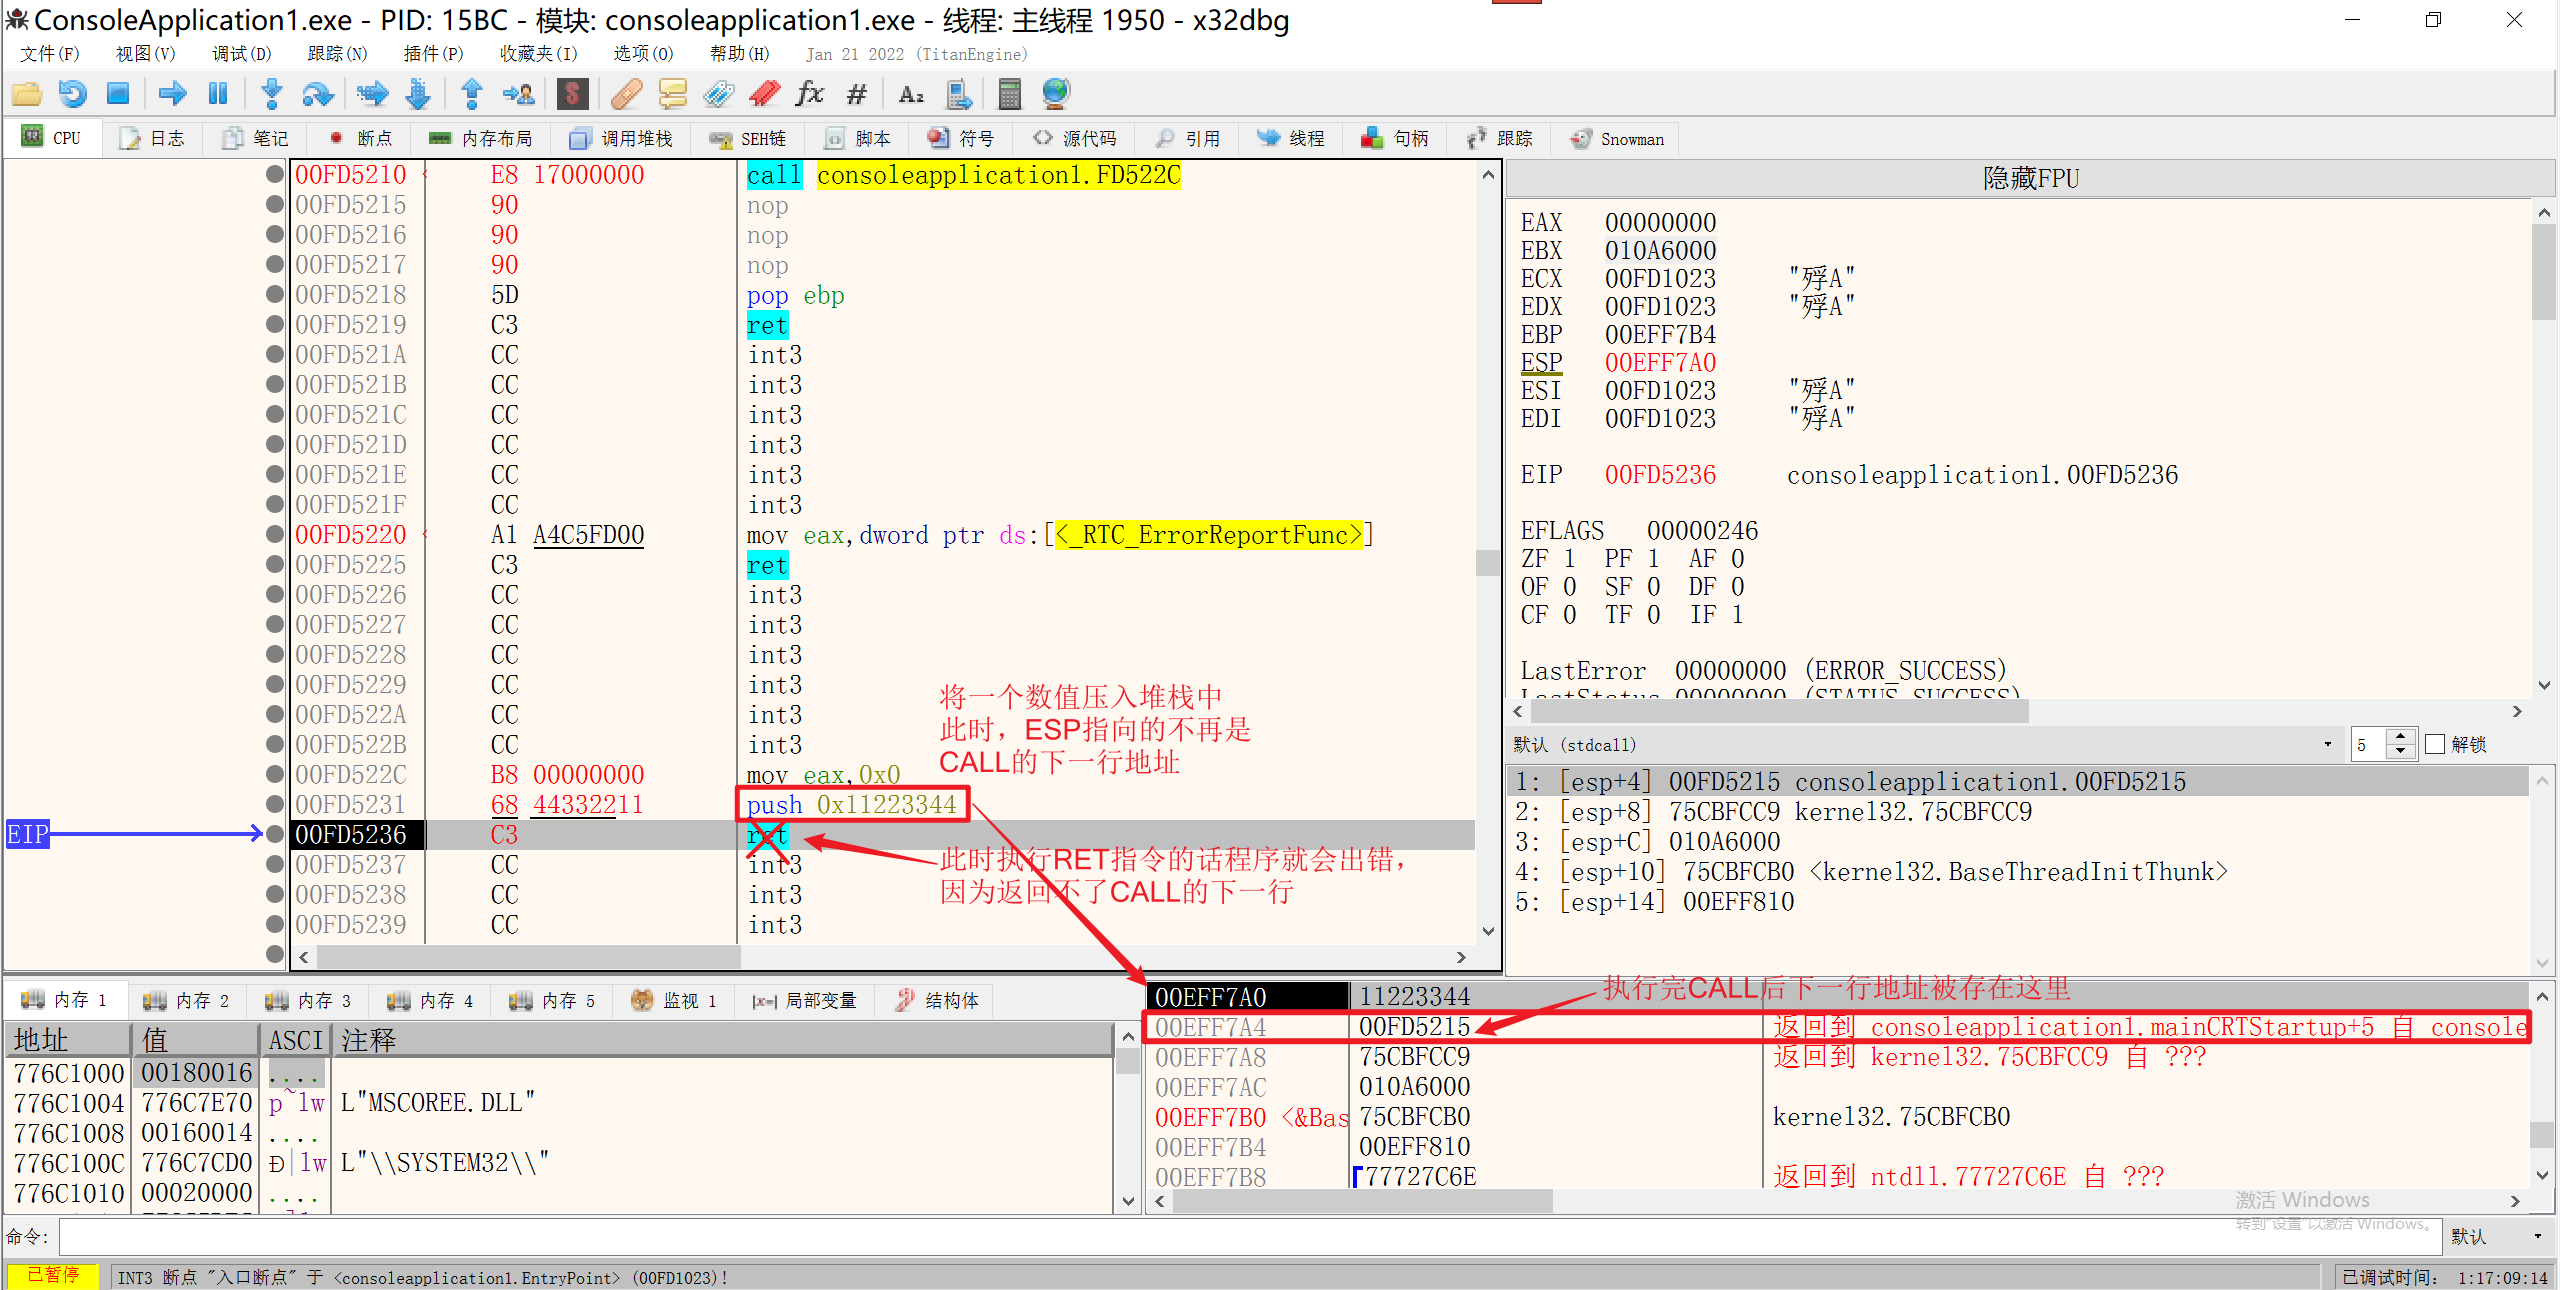 ConsoleApplication1.exe - PID: 15BC - 模块: consoleapplication1.exe - 线程: 主线程 1950 - x32dbg
文件(F) 视图(V) 调试(D) 跟踪(N) 插件(P) 收藏夹(I) 选项(O) 帮助(H) Jan 21 2022 (TitanEngine)
CPU 日志 笔记 断点 内存布局 调用堆栈 SEH链 脚本 符号 源代码 引用 线程 句柄 跟踪 Snowman
00FD5210 E8 17000000 call consoleapplication1.FD522C
00FD5215 90 nop
00FD5216 90 nop
00FD5217 90 nop
00FD5218 5D pop ebp
00FD5219 C3 ret
00FD521A CC int3
00FD521B CC int3
00FD521C CC int3
00FD521D CC int3
00FD521E CC int3
00FD521F CC int3
00FD5220 A1 A4C5FD00 mov eax,dword ptr ds:[<_RTC_ErrorReportFunc>]
00FD5225 C3 ret
00FD5226 CC int3
00FD5227 CC int3
00FD5228 CC int3
00FD5229 CC int3
00FD522A CC int3
00FD522B CC int3
00FD522C B8 00000000 mov eax,0x0
00FD5231 68 44332211 push 0x11223344
EIP 00FD5236 C3 ret
00FD5237 CC int3
00FD5238 CC int3
00FD5239 CC int3
将一个数值压入堆栈中
此时，ESP指向的不再是
CALL的下一行地址
此时执行RET指令的话程序就会出错，
因为返回不了CALL的下一行
隐藏FPU
EAX 00000000
EBX 010A6000
ECX 00FD1023 "殍A"
EDX 00FD1023 "殍A"
EBP 00EFF7B4
ESP 00EFF7A0
ESI 00FD1023 "殍A"
EDI 00FD1023 "殍A"
EIP 00FD5236 consoleapplication1.00FD5236
EFLAGS 00000246
ZF 1 PF 1 AF 0
OF 0 SF 0 DF 0
CF 0 TF 0 IF 1
LastError 00000000 (ERROR_SUCCESS)
LastStatus 00000000 (STATUS_SUCCESS)
默认 (stdcall) 5 解锁
1: [esp+4] 00FD5215 consoleapplication1.00FD5215
2: [esp+8] 75CBFCC9 kernel32.75CBFCC9
3: [esp+C] 010A6000
4: [esp+10] 75CBFCB0 <kernel32.BaseThreadInitThunk>
5: [esp+14] 00EFF810
内存 1 内存 2 内存 3 内存 4 内存 5 监视 1 局部变量 结构体
地址 值 ASCI 注释
776C1000 00180016 ....
776C1004 776C7E70 p~lw L"MSCOREE.DLL"
776C1008 00160014 ....
776C100C 776C7CD0 Ð|lw L"\\SYSTEM32\\"
776C1010 00020000 ....
执行完CALL后下一行地址被存在这里
00EFF7A0 11223344
00EFF7A4 00FD5215 返回到 consoleapplication1.mainCRTStartup+5 自 console
00EFF7A8 75CBFCC9 返回到 kernel32.75CBFCC9 自 ???
00EFF7AC 010A6000
00EFF7B0 <&Bas 75CBFCB0 kernel32.75CBFCB0
00EFF7B4 00EFF810
00EFF7B8 77727C6E 返回到 ntdll.77727C6E 自 ???
激活 Windows
转到"设置"以激活 Windows。
命令: 默认
已暂停 INT3 断点 "入口断点" 于 <consoleapplication1.EntryPoint> (00FD1023)! 已调试时间: 1:17:09:14